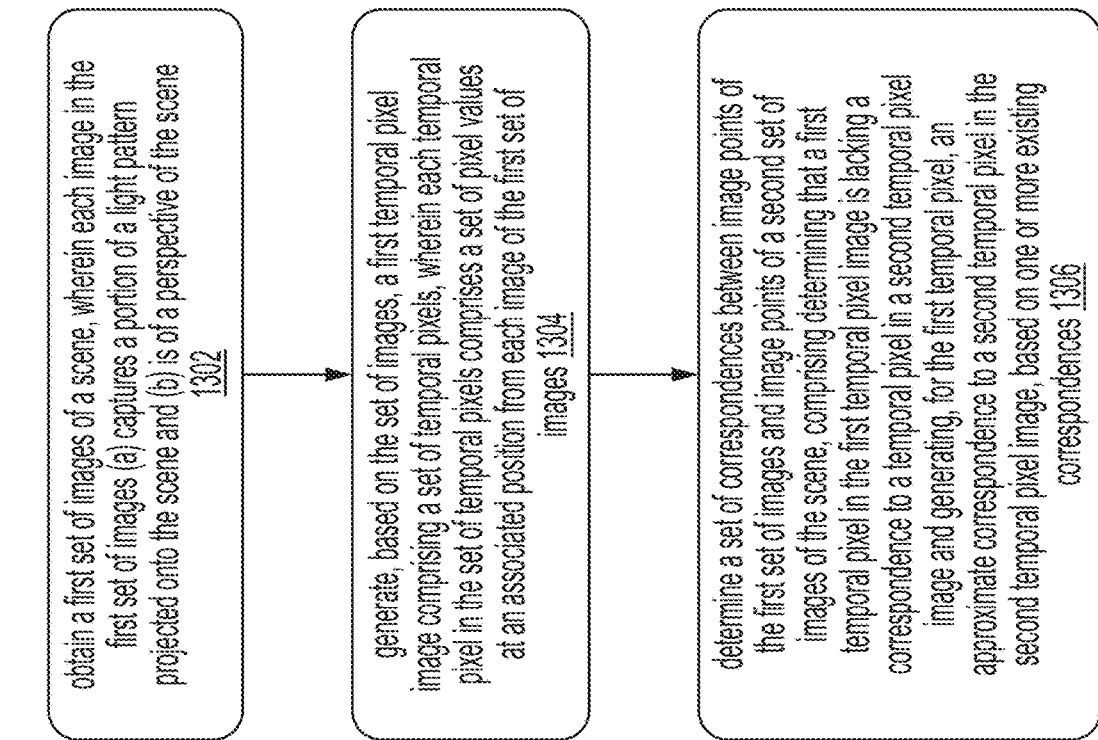 obtain a first set of images of a scene, wherein each image in the
first set of images (a) captures a portion of a light pattern
projected onto the scene and (b) is of a perspective of the scene
1302
generate, based on the set of images, a first temporal pixel
image comprising a set of temporal pixels, wherein each temporal
pixel in the set of temporal pixels comprises a set of pixel values
at an associated position from each image of the first set of
images 1304
determine a set of correspondences between image points of
the first set of images and image points of a second set of
images of the scene, comprising determining that a first
temporal pixel in the first temporal pixel image is lacking a
correspondence to a temporal pixel in a second temporal pixel
image and generating, for the first temporal pixel, an
approximate correspondence to a second temporal pixel in the
second temporal pixel image, based on one or more existing
correspondences 1306